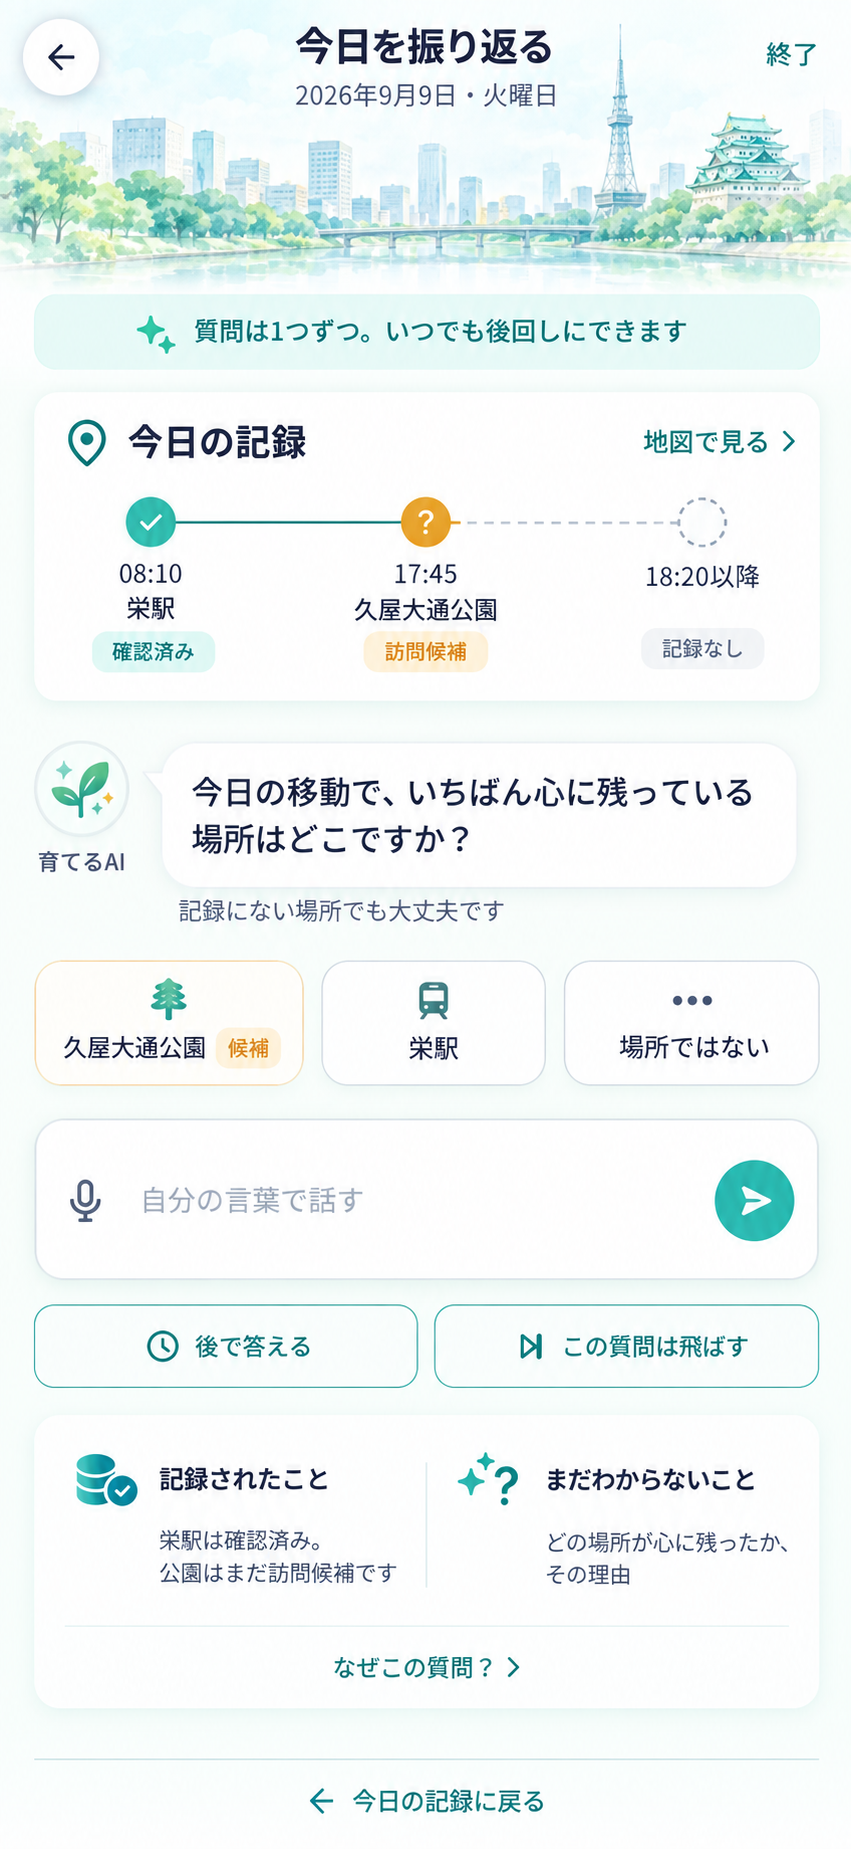 今日を振り返る
終了
2026年9月9日・火曜日
質問は1つずつ。いつでも後回しにできます
今日の記録
地図で見る
?
08:10
17:45
18:20以降
栄駅
久屋大通公園
確認済み
訪問候補
記録なし
今日の移動で、いちばん心に残っている
場所はどこですか？
育てるAI
記録にない場所でも大丈夫です
久屋大通公園 候補
栄駅
場所ではない
自分の言葉で話す
後で答える
この質問は飛ばす
記録されたこと
栄駅は確認済み。
公園はまだ訪問候補です
?
まだわからないこと
どの場所が心に残ったか、
その理由
なぜこの質問？
今日の記録に戻る